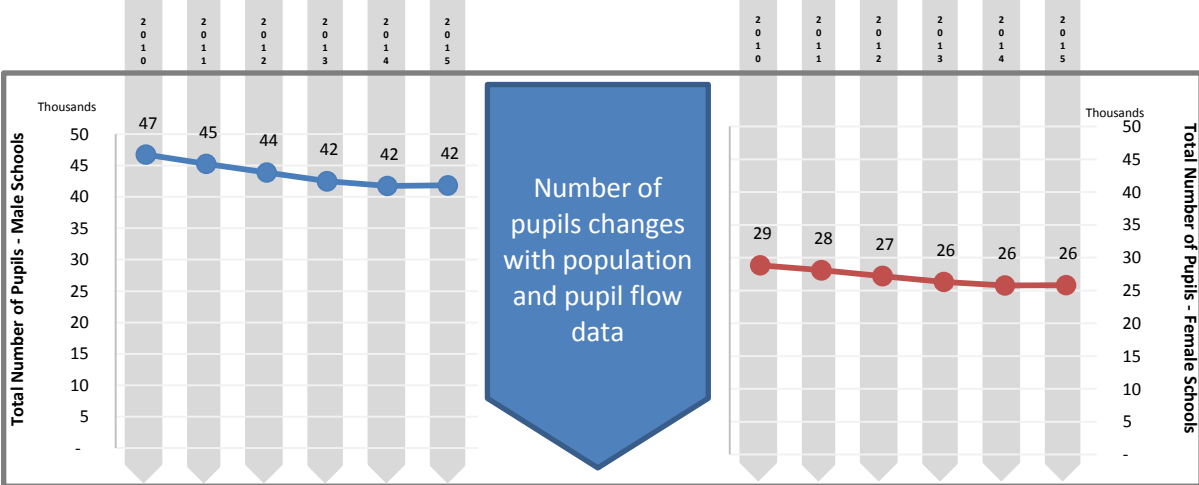 2010 2011 2012 2013 2014 2015
2010 2011 2012 2013 2014 2015
Total Number of Pupils - Male Schools
Thousands
50
45
40
35
30
25
20
15
10
5
-
47 45 44 42 42 42
Number of
pupils changes
with population
and pupil flow
data
29 28 27 26 26 26
Thousands
50
45
40
35
30
25
20
15
10
5
-
Total Number of Pupils - Female Schools